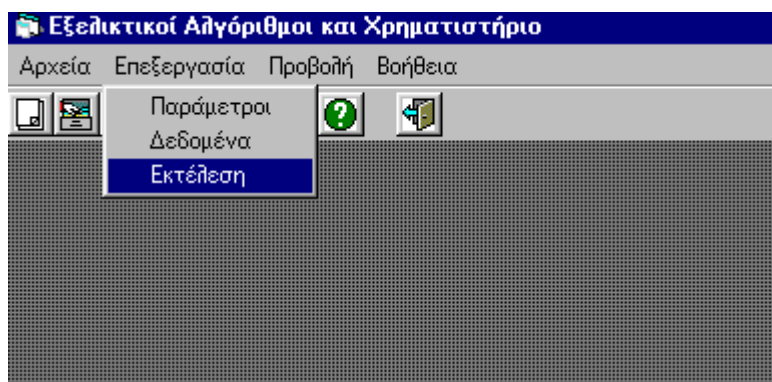 Εξελικτικοί Αλγόριθμοι και Χρηματιστήριο
Αρχεία Επεξεργασία Προβολή Βοήθεια
Παράμετροι
Δεδομένα
Εκτέλεση